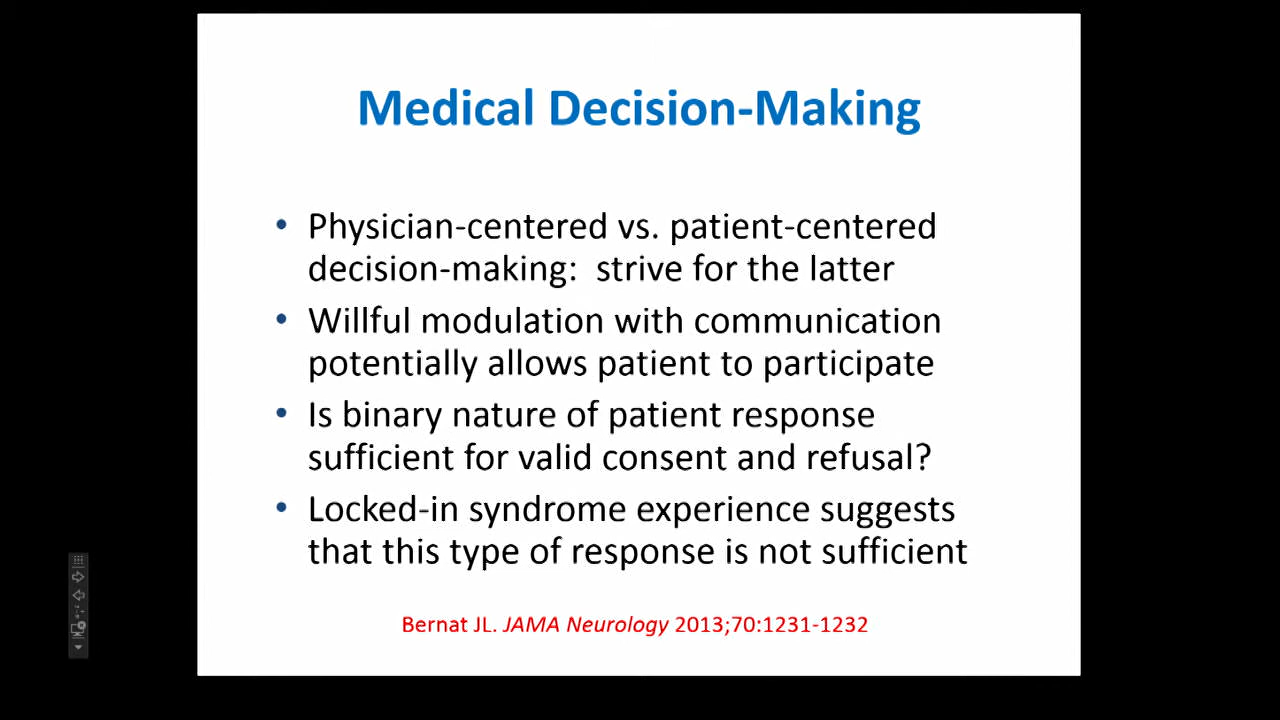 Medical Decision-Making
• Physician-centered vs. patient-centered
decision-making:  strive for the latter
• Willful modulation with communication
potentially allows patient to participate
• Is binary nature of patient response
sufficient for valid consent and refusal?
• Locked-in syndrome experience suggests
that this type of response is not sufficient
Bernat JL. JAMA Neurology 2013;70:1231-1232